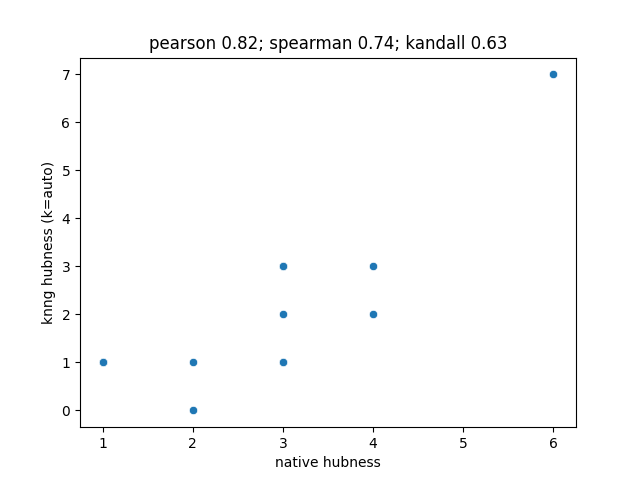 pearson 0.82; spearman 0.74; kandall 0.63
7
6
5
4
3
2
1
0
knng hubness (k=auto)
1 2 3 4 5 6
native hubness